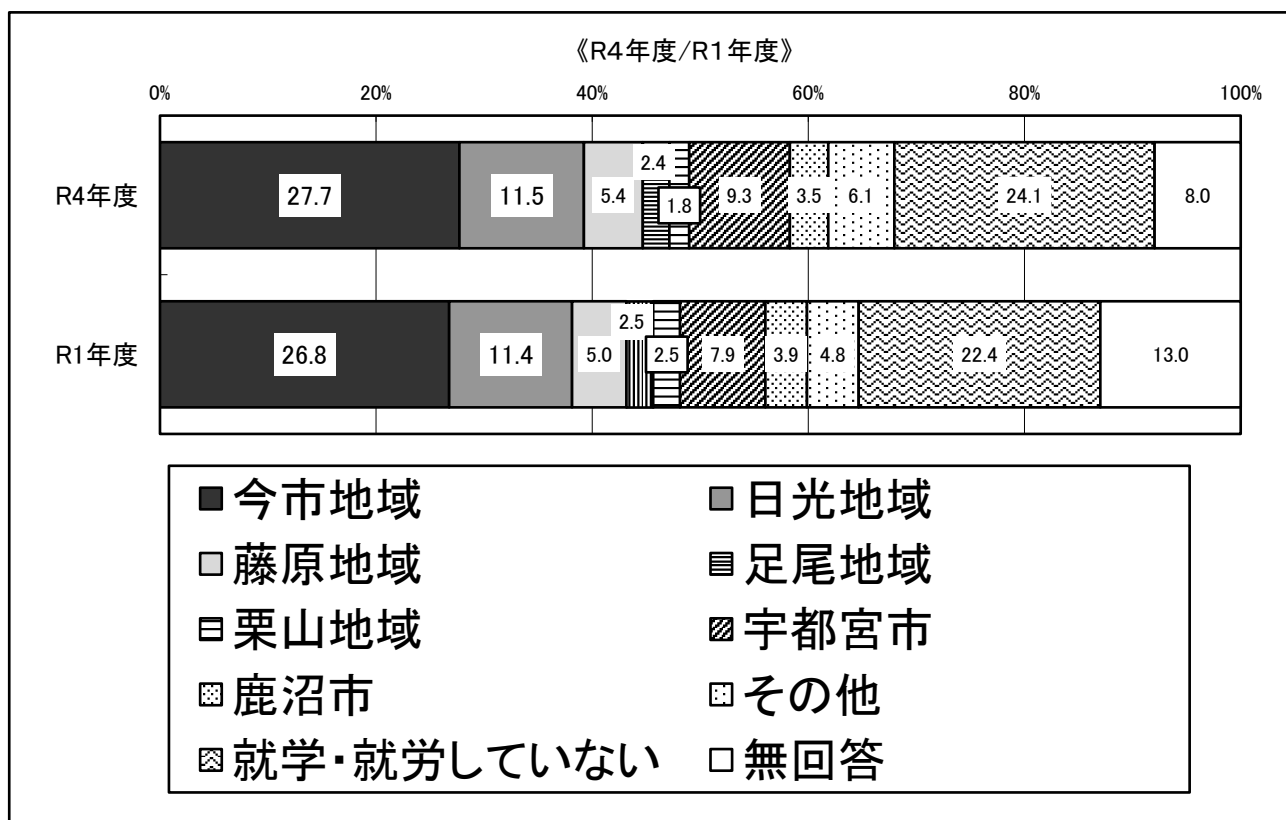 《R4年度/R1年度》
0% 20% 40% 60% 80% 100%
R4年度 27.7 11.5 5.4 2.4 1.8 9.3 3.5 6.1 24.1 8.0
R1年度 26.8 11.4 5.0 2.5 2.5 7.9 3.9 4.8 22.4 13.0
今市地域 日光地域
藤原地域 足尾地域
栗山地域 宇都宮市
鹿沼市 その他
就学・就労していない 無回答